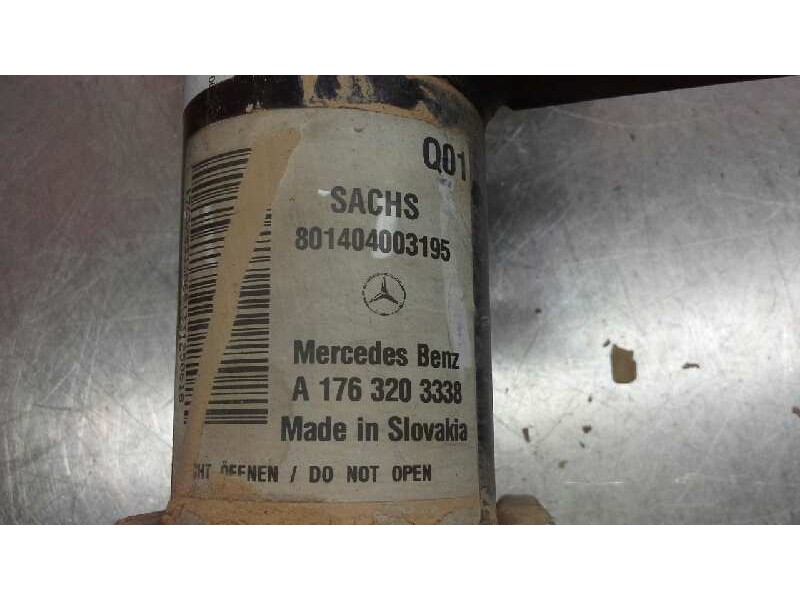 Q01
SACHS
801404003195
Mercedes Benz
A 176 320 3338
Made in Slovakia
ÖFFNEN / DO NOT OPEN